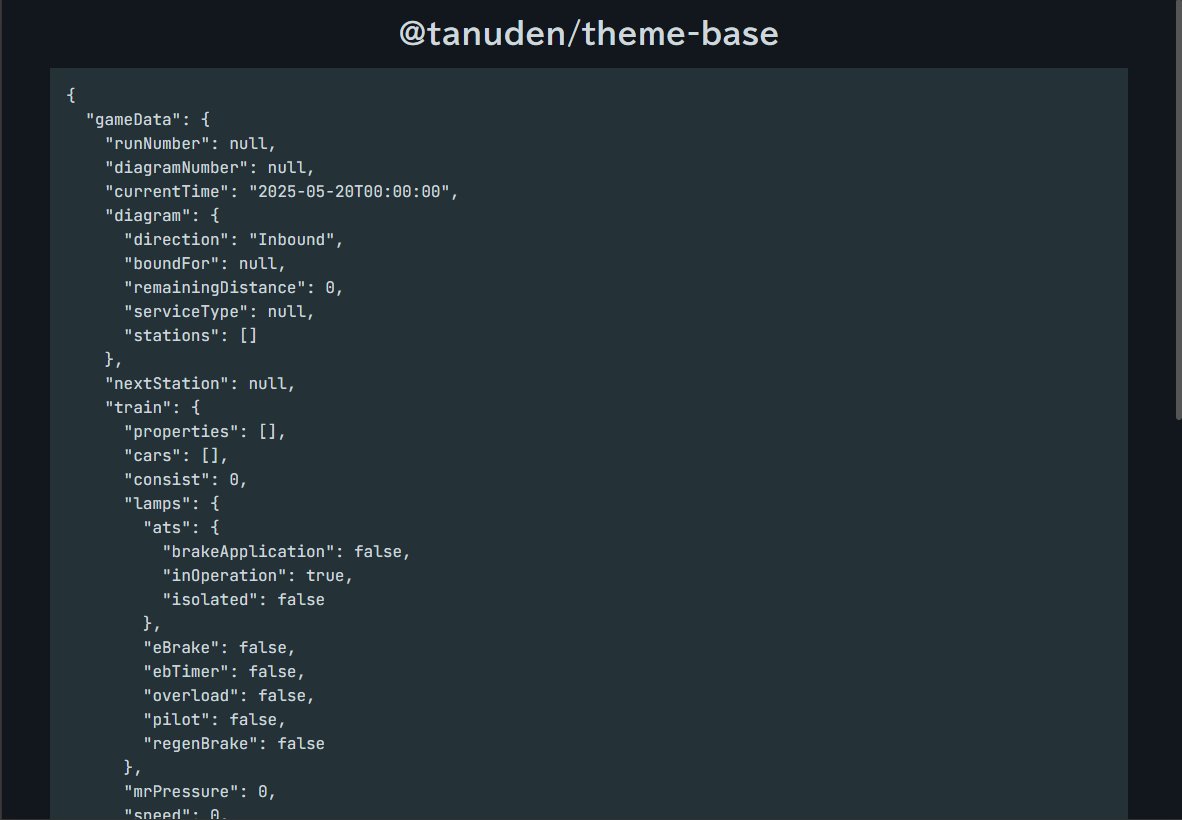 @tanuden/theme-base
{
"gameData": {
"runNumber": null,
"diagramNumber": null,
"currentTime": "2025-05-20T00:00:00",
"diagram": {
"direction": "Inbound",
"boundFor": null,
"remainingDistance": 0,
"serviceType": null,
"stations": []
},
"nextStation": null,
"train": {
"properties": [],
"cars": [],
"consist": 0,
"lamps": {
"ats": {
"brakeApplication": false,
"inOperation": true,
"isolated": false
},
"eBrake": false,
"ebTimer": false,
"overload": false,
"pilot": false,
"regenBrake": false
},
"mrPressure": 0,
"speed": 0,